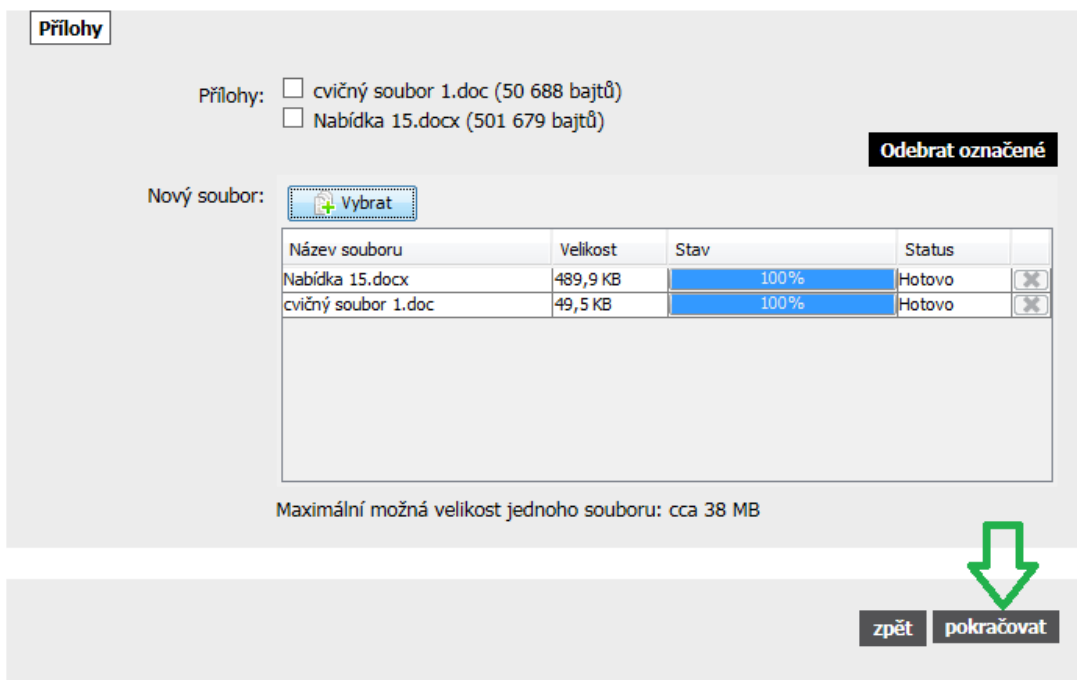 Přílohy
Přílohy: cvičný soubor 1.doc (50 688 bajtů)
Nabídka 15.docx (501 679 bajtů)
Odebrat označené
Nový soubor: Vybrat
Název souboru Velikost Stav Status
Nabídka 15.docx 489,9 KB 100% Hotovo
cvičný soubor 1.doc 49,5 KB 100% Hotovo
Maximální možná velikost jednoho souboru: cca 38 MB
zpět pokračovat